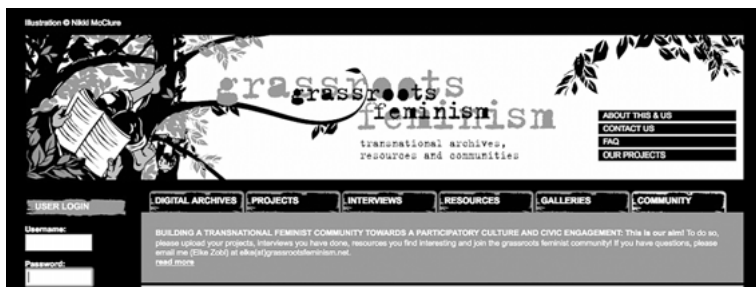 Illustration © Nikki McClure
grassroots
feminism
grassroots
feminism
transnational archives,
resources and communities
ABOUT THIS & US
CONTACT US
FAQ
OUR PROJECTS
USER LOGIN
DIGITAL ARCHIVES PROJECTS INTERVIEWS RESOURCES GALLERIES COMMUNITY
Username:
Password:
BUILDING A TRANSNATIONAL FEMINIST COMMUNITY TOWARDS A PARTICIPATORY CULTURE AND CIVIC ENGAGEMENT: This is our aim! To do so,
please upload your projects, interviews you have done, resources you find interesting and join the grassroots feminist community! If you have questions, please
email me (Elke Zobl) at elke(at)grassrootsfeminism.net.
read more